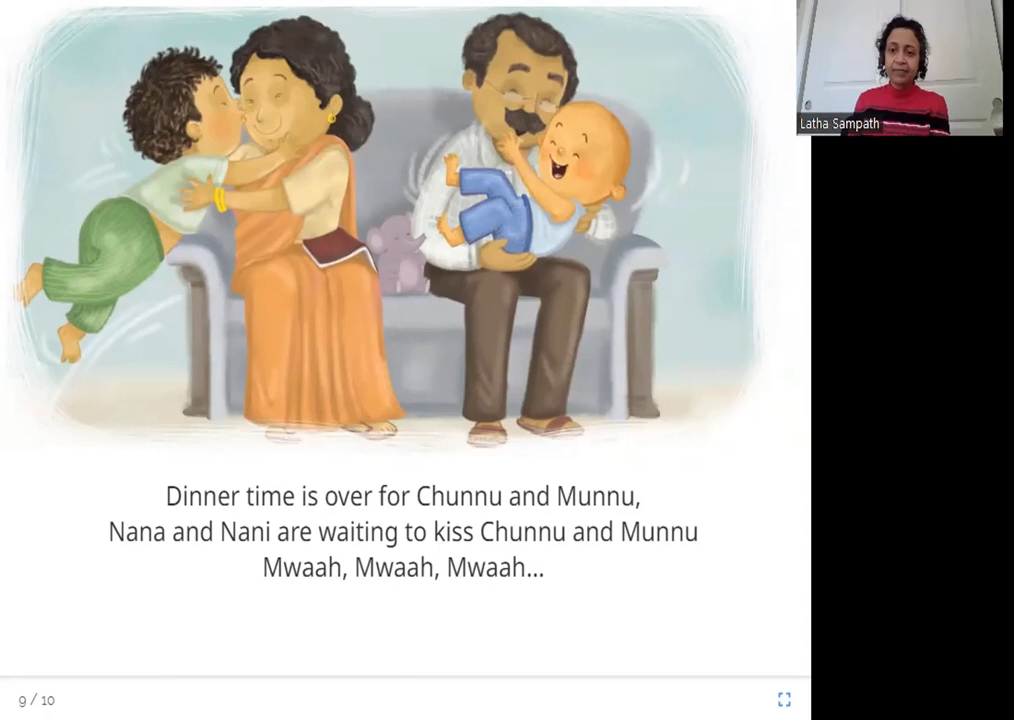 Latha Sampath
Dinner time is over for Chunnu and Munnu,
Nana and Nani are waiting to kiss Chunnu and Munnu
Mwaah, Mwaah, Mwaah...
9 / 10